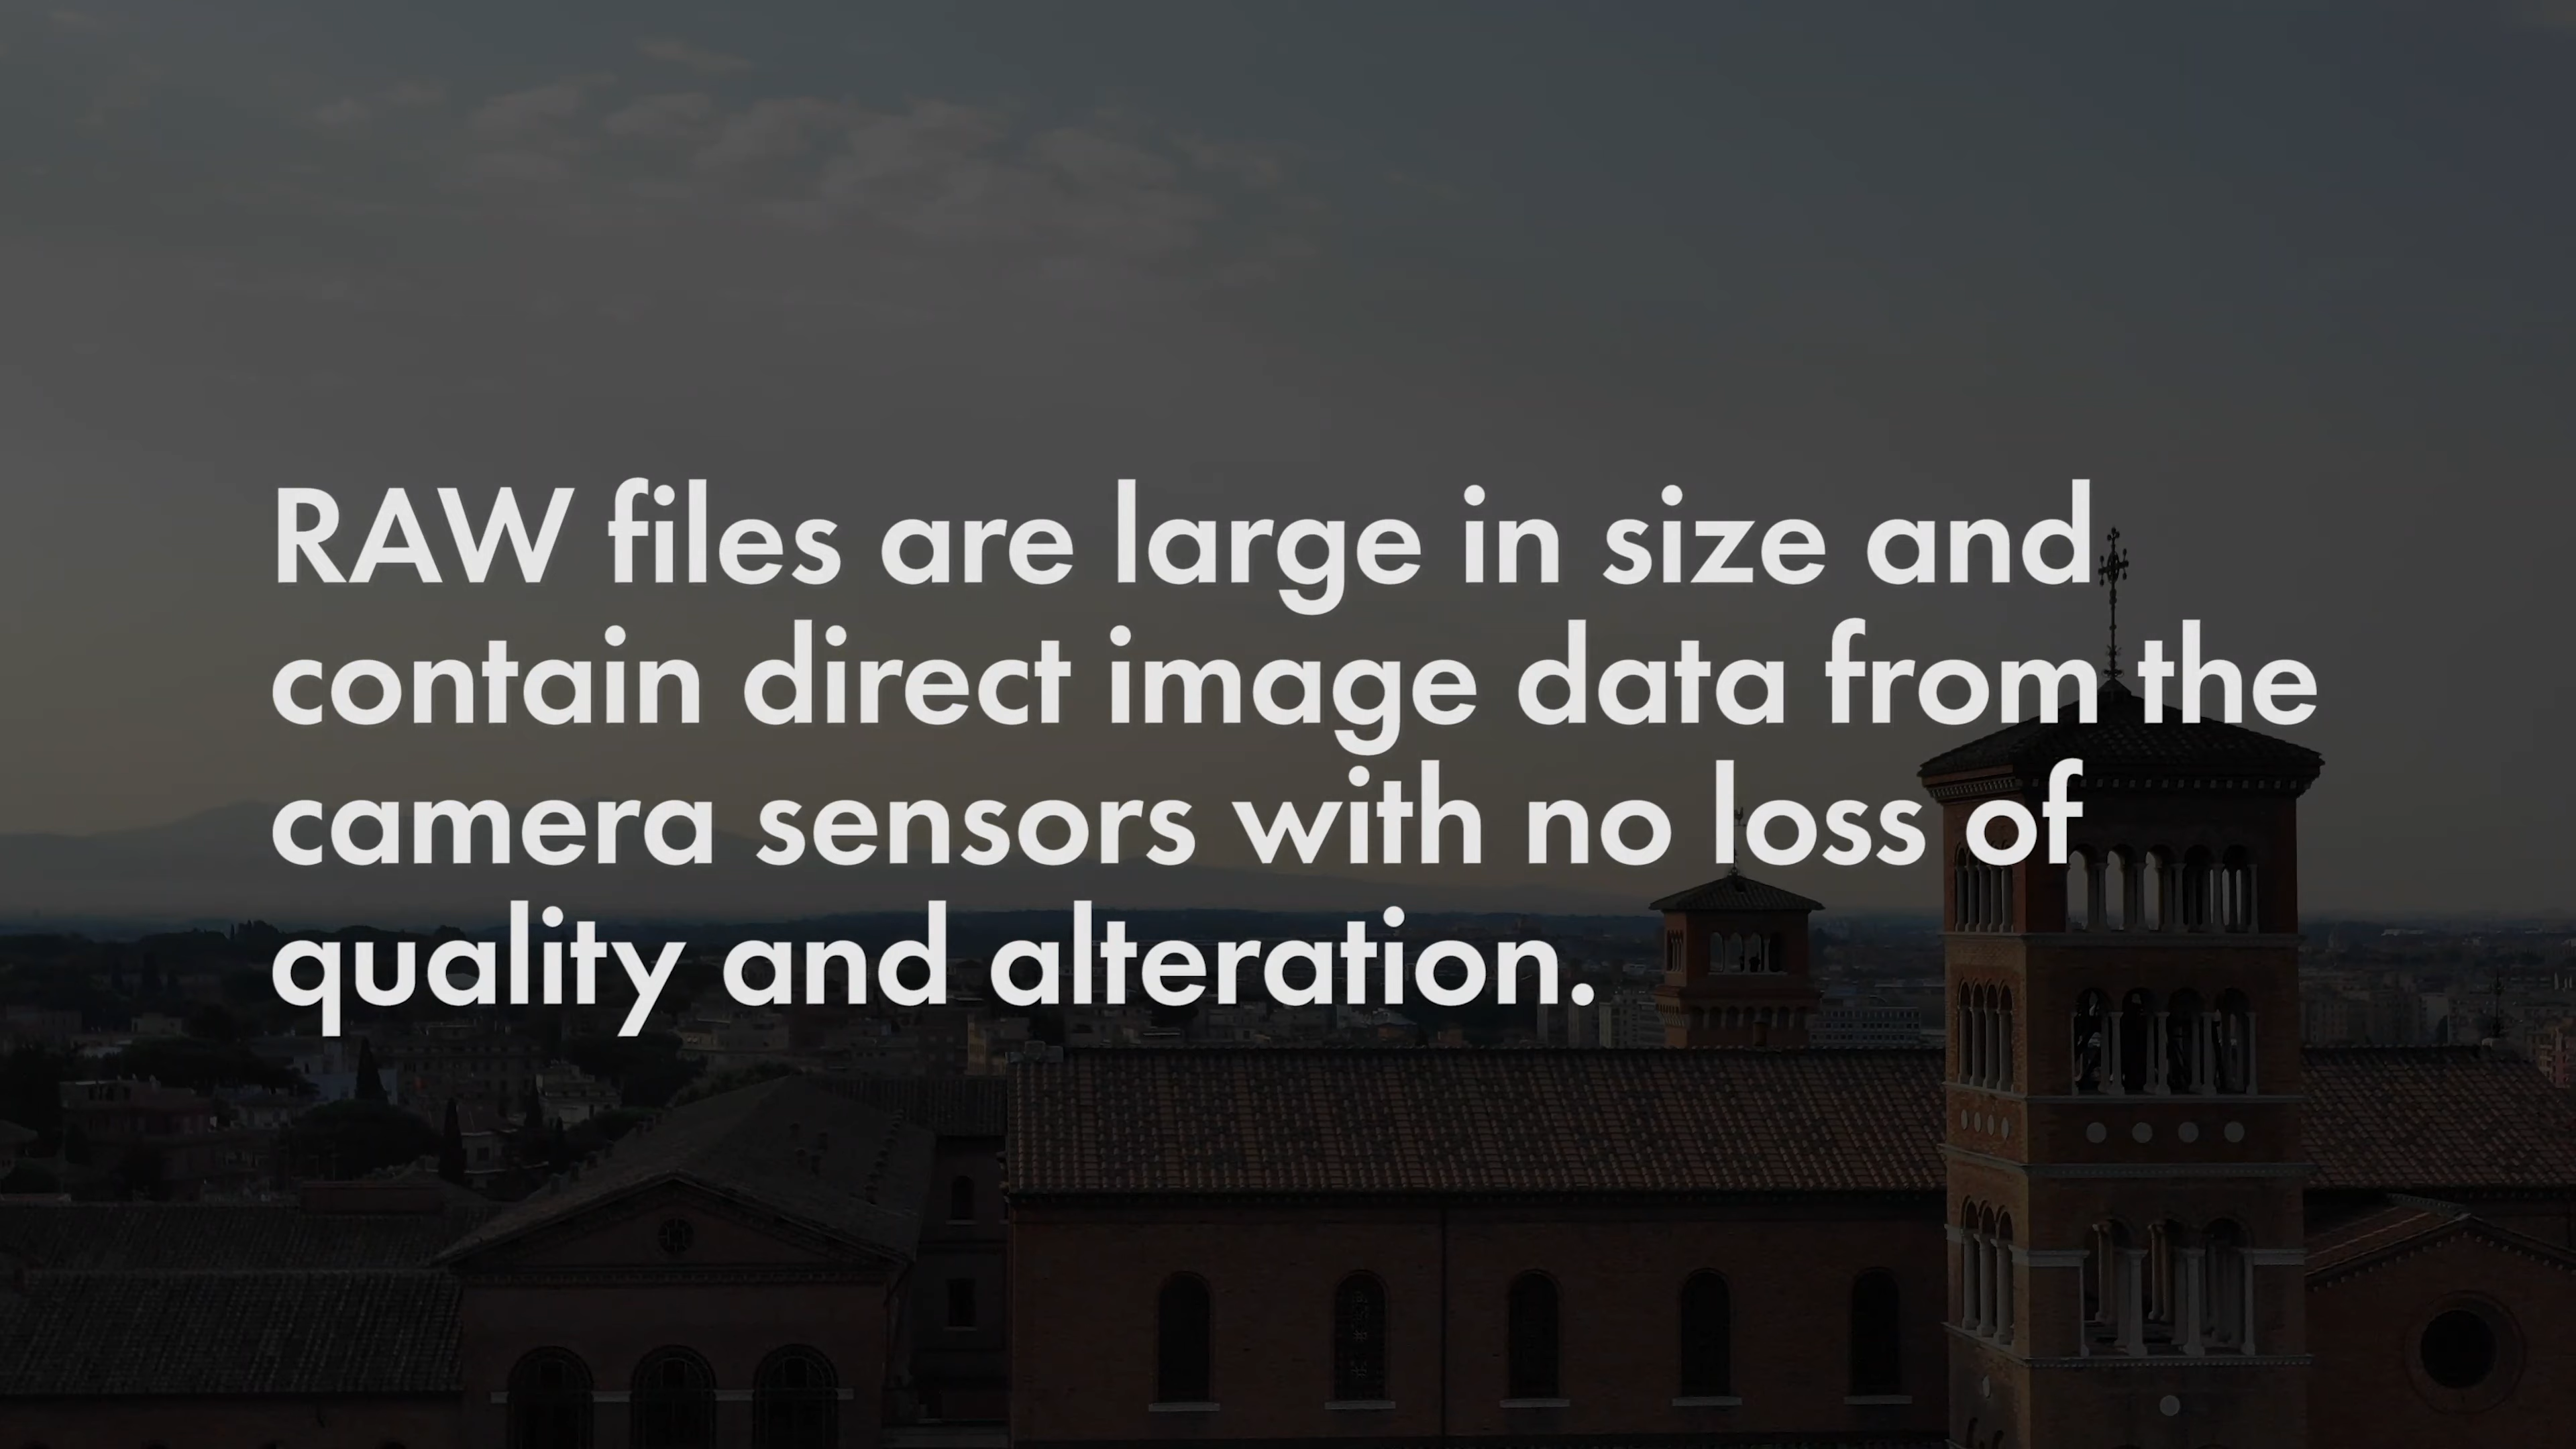 RAW files are large in size and
contain direct image data from the
camera sensors with no loss of
quality and alteration.